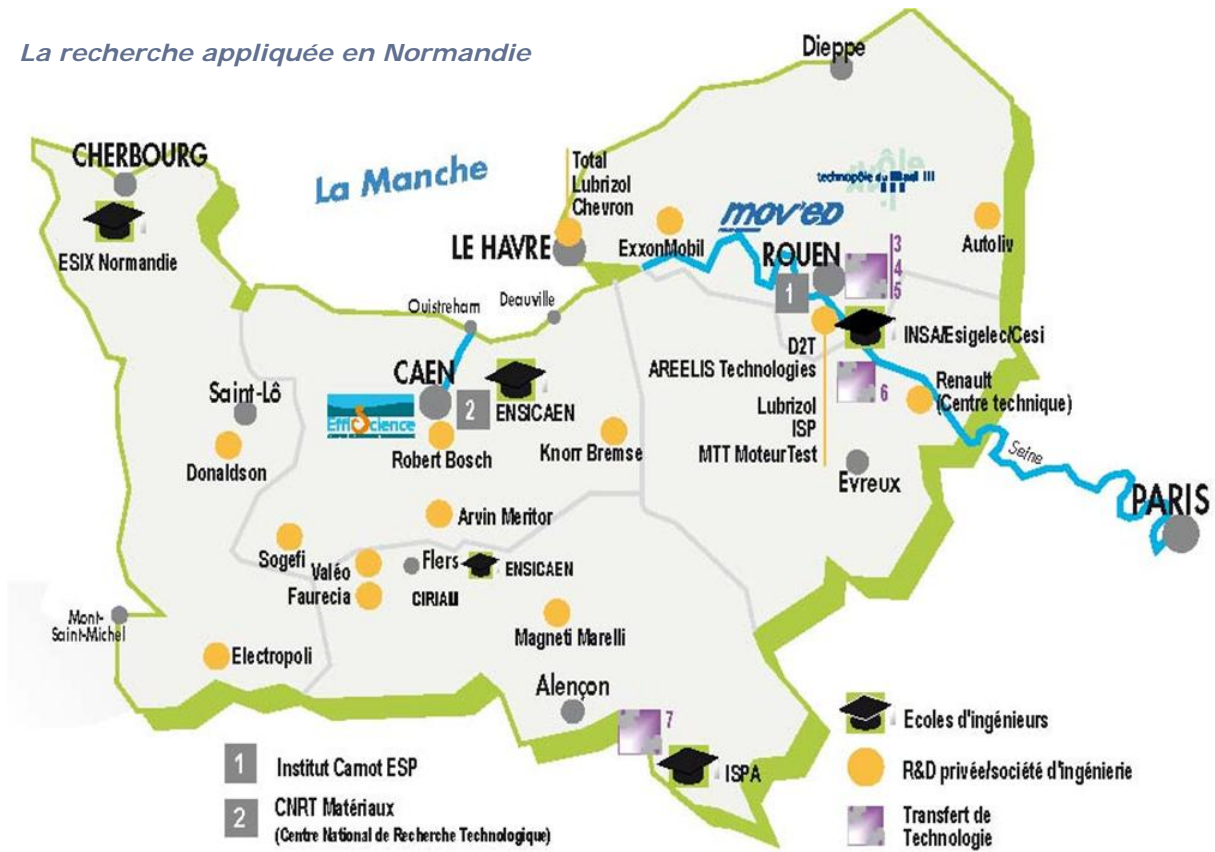 La recherche appliquée en Normandie
Dieppe
CHERBOURG
La Manche
Total
Lubrizol
Chevron
technopôle du
mov'eo
ESIX Normandie
LE HAVRE
ExxonMobil
ROUEN
3
4
5
Autoliv
1
Ouistreham
Deauville
INSA/Esigelec/Cesi
D2T
AREELIS Technologies
6
CAEN
Saint-Lô
EffiScience
2
ENSICAEN
Renault
(Centre technique)
Lubrizol
ISP
MTT MoteurTest
Donaldson
Robert Bosch
Knorr Bremse
Seine
Evreux
PARIS
Arvin Meritor
Sogefi
Valéo
Faurecia
Flers
ENSICAEN
Mont-
Saint-Michel
Magneti Marelli
Electropoli
Alençon
7
ISPA
1
Institut Carnot ESP
2
CNRT Matériaux
(Centre National de Recherche Technologique)
Ecoles d'ingénieurs
R&D privée/société d'ingénierie
Transfert de
Technologie